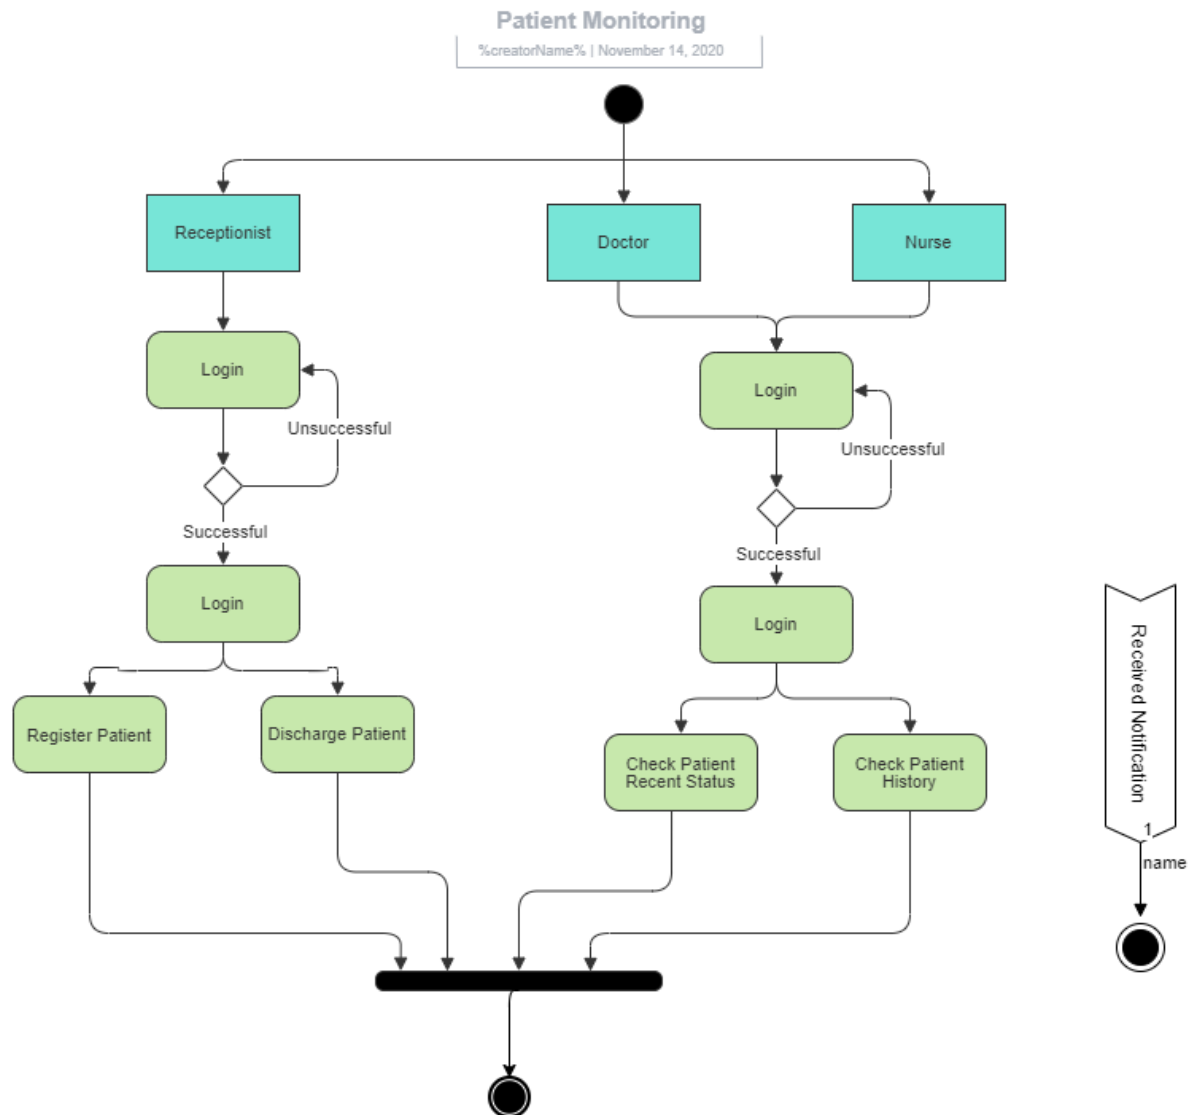 Patient Monitoring
%creatorName% | November 14, 2020
Receptionist
Doctor
Nurse
Login
Login
Unsuccessful
Unsuccessful
Successful
Successful
Login
Login
Register Patient
Discharge Patient
Check Patient
Recent Status
Check Patient
History
Received Notification
1
name